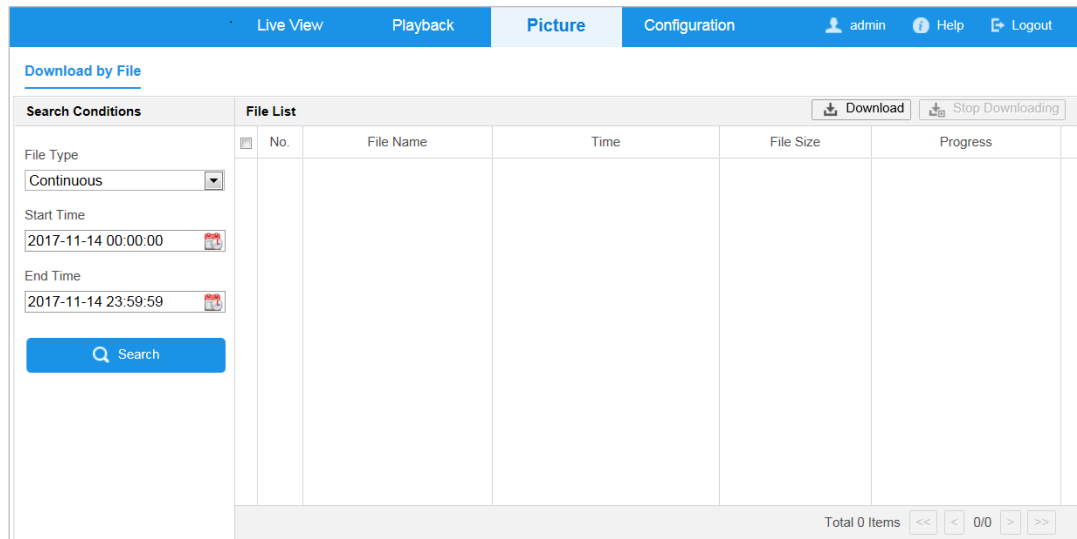 Live View Playback Picture Configuration admin Help Logout
Download by File
Search Conditions File List Download Stop Downloading
No. File Name Time File Size Progress
File Type
Continuous
Start Time
2017-11-14 00:00:00
End Time
2017-11-14 23:59:59
Search
Total 0 Items << < 0/0 > >>